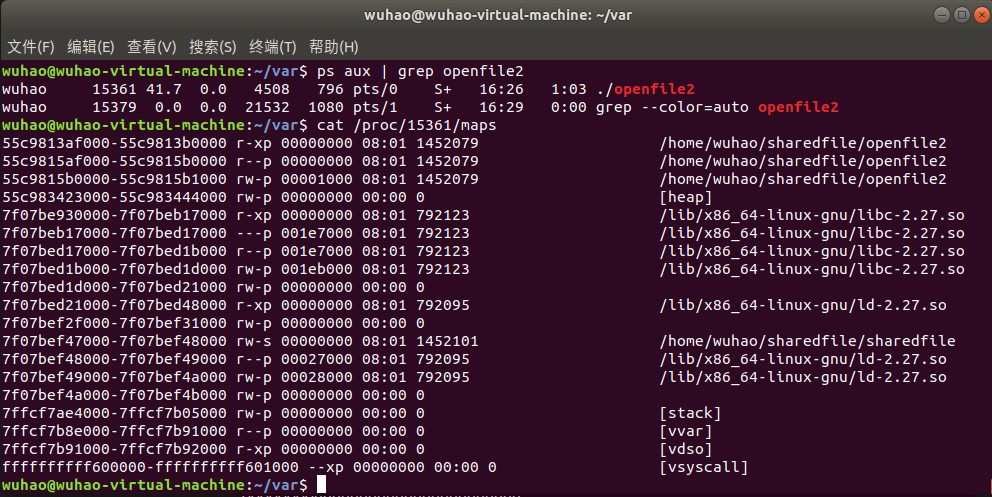 wuhao@wuhao-virtual-machine: ~/var
文件(F) 编辑(E) 查看(V) 搜索(S) 终端(T) 帮助(H)
wuhao@wuhao-virtual-machine:~/var$ ps aux | grep openfile2
wuhao     15361 41.7  0.0   4508   796 pts/0    S+   16:26   1:03 ./openfile2
wuhao     15379  0.0  0.0  21532  1080 pts/1    S+   16:29   0:00 grep --color=auto openfile2
wuhao@wuhao-virtual-machine:~/var$ cat /proc/15361/maps
55c9813af000-55c9813b0000 r-xp 00000000 08:01 1452079                    /home/wuhao/sharedfile/openfile2
55c9815af000-55c9815b0000 r--p 00000000 08:01 1452079                    /home/wuhao/sharedfile/openfile2
55c9815b0000-55c9815b1000 rw-p 00001000 08:01 1452079                    /home/wuhao/sharedfile/openfile2
55c983423000-55c983444000 rw-p 00000000 00:00 0                          [heap]
7f07be930000-7f07beb17000 r-xp 00000000 08:01 792123                     /lib/x86_64-linux-gnu/libc-2.27.so
7f07beb17000-7f07bed17000 ---p 001e7000 08:01 792123                     /lib/x86_64-linux-gnu/libc-2.27.so
7f07bed17000-7f07bed1b000 r--p 001e7000 08:01 792123                     /lib/x86_64-linux-gnu/libc-2.27.so
7f07bed1b000-7f07bed1d000 rw-p 001eb000 08:01 792123                     /lib/x86_64-linux-gnu/libc-2.27.so
7f07bed1d000-7f07bed21000 rw-p 00000000 00:00 0
7f07bed21000-7f07bed48000 r-xp 00000000 08:01 792095                     /lib/x86_64-linux-gnu/ld-2.27.so
7f07bef2f000-7f07bef31000 rw-p 00000000 00:00 0
7f07bef47000-7f07bef48000 rw-s 00000000 08:01 1452101                    /home/wuhao/sharedfile/sharedfile
7f07bef48000-7f07bef49000 r--p 00027000 08:01 792095                     /lib/x86_64-linux-gnu/ld-2.27.so
7f07bef49000-7f07bef4a000 rw-p 00028000 08:01 792095                     /lib/x86_64-linux-gnu/ld-2.27.so
7f07bef4a000-7f07bef4b000 rw-p 00000000 00:00 0
7ffcf7ae4000-7ffcf7b05000 rw-p 00000000 00:00 0                          [stack]
7ffcf7b8e000-7ffcf7b91000 r--p 00000000 00:00 0                          [vvar]
7ffcf7b91000-7ffcf7b92000 r-xp 00000000 00:00 0                          [vdso]
ffffffffff600000-ffffffffff601000 --xp 00000000 00:00 0                  [vsyscall]
wuhao@wuhao-virtual-machine:~/var$